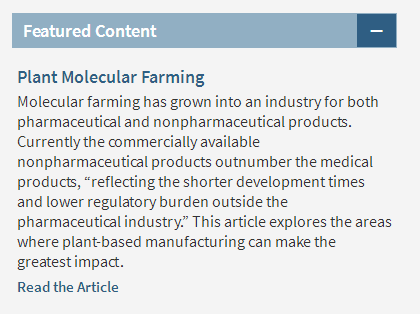 Featured Content
Plant Molecular Farming
Molecular farming has grown into an industry for both
pharmaceutical and nonpharmaceutical products.
Currently the commercially available
nonpharmaceutical products outnumber the medical
products, “reflecting the shorter development times
and lower regulatory burden outside the
pharmaceutical industry.” This article explores the areas
where plant-based manufacturing can make the
greatest impact.
Read the Article